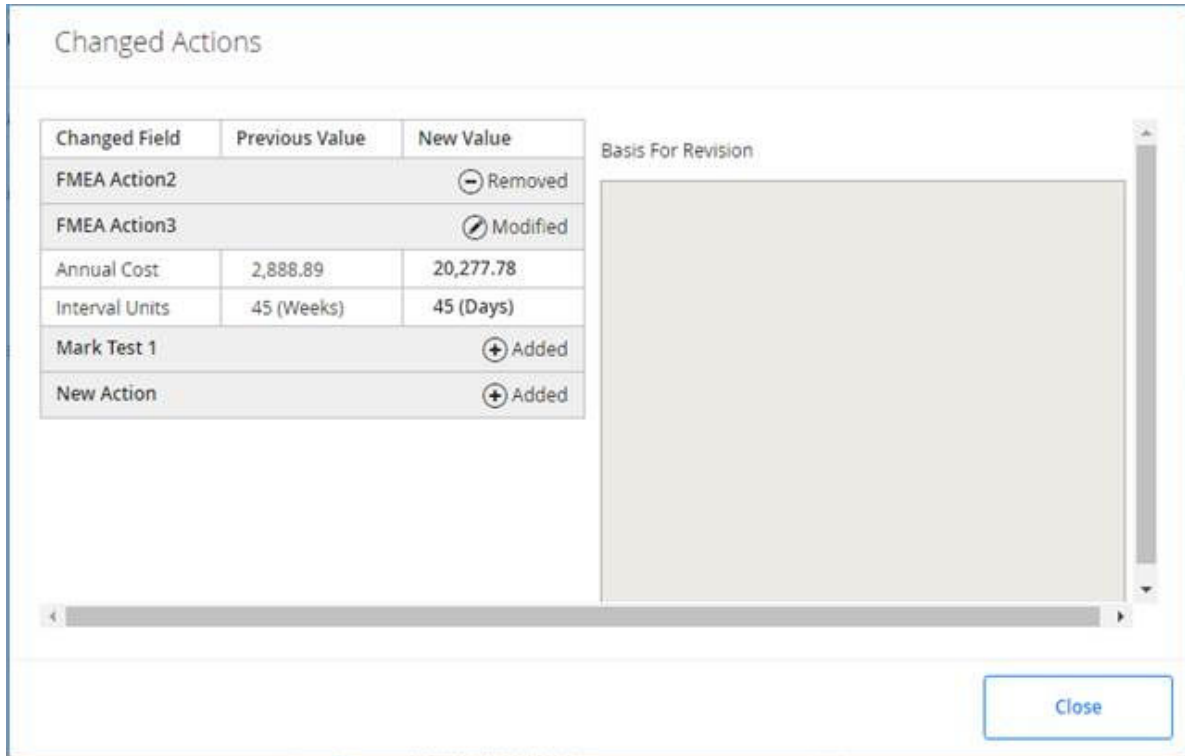 Changed Actions
Changed Field Previous Value New Value
FMEA Action2 Removed
FMEA Action3 Modified
Annual Cost 2,888.89 20,277.78
Interval Units 45 (Weeks) 45 (Days)
Mark Test 1 Added
New Action Added
Basis For Revision
Close